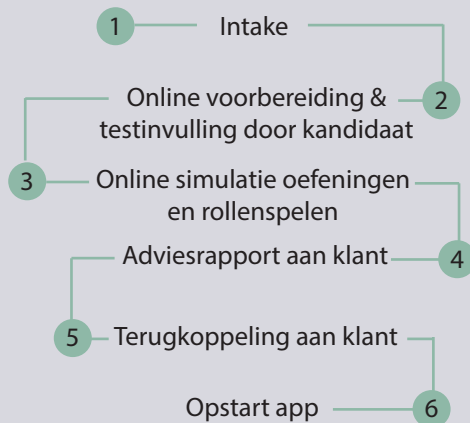 1 Intake
2
Online voorbereiding &
testinvulling door kandidaat
3 Online simulatie oefeningen
en rollenspelen
Adviesrapport aan klant 4
5 Terugkoppeling aan klant
Opstart app 6